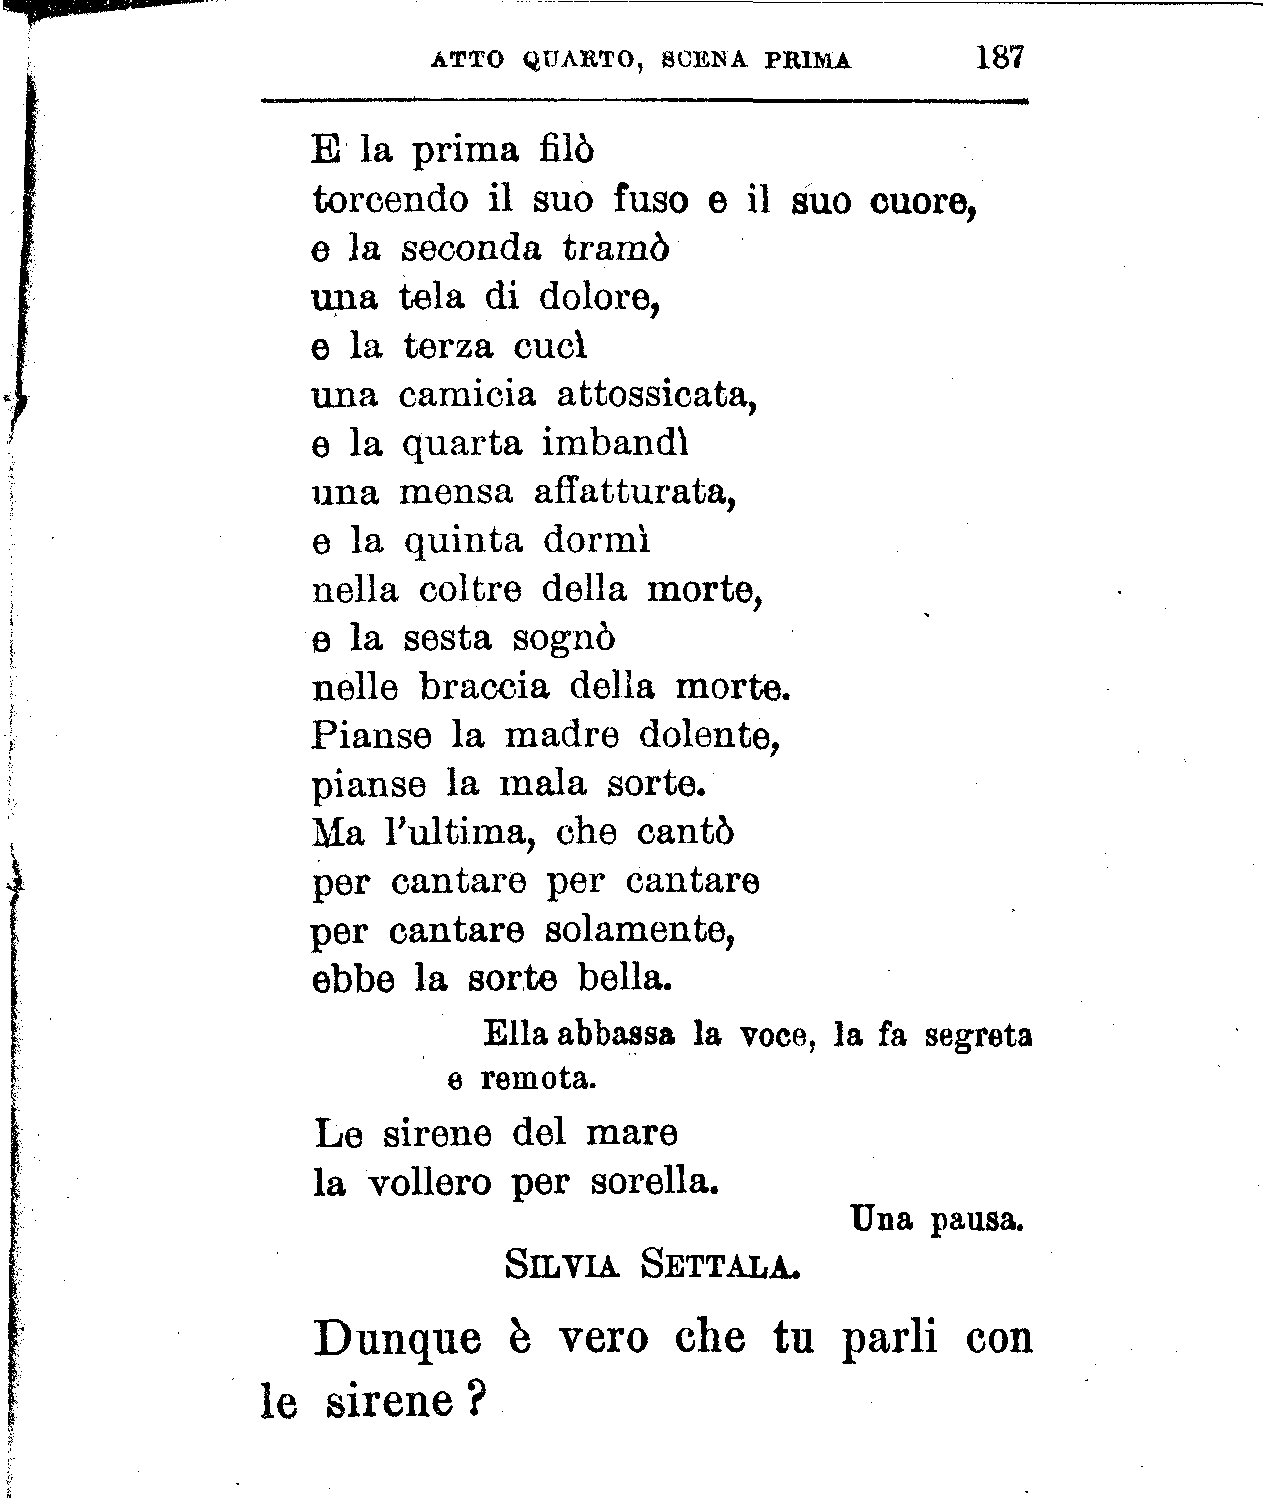 ATTO QUARTO, SCENA PRIMA 187
E la prima filò
torcendo il suo fuso e il suo cuore,
e la seconda tramò
una tela di dolore,
e la terza cucì
una camicia attossicata,
e la quarta imbandì
una mensa affatturata,
e la quinta dormì
nella coltre della morte,
e la sesta sognò
nelle braccia della morte.
Pianse la madre dolente,
pianse la mala sorte.
Ma l'ultima, che cantò
per cantare per cantare
per cantare solamente,
ebbe la sorte bella.
Ella abbassa la voce, la fa segreta
e remota.
Le sirene del mare
la vollero per sorella.
Una pausa.
SILVIA SETTALA.
Dunque è vero che tu parli con
le sirene ?